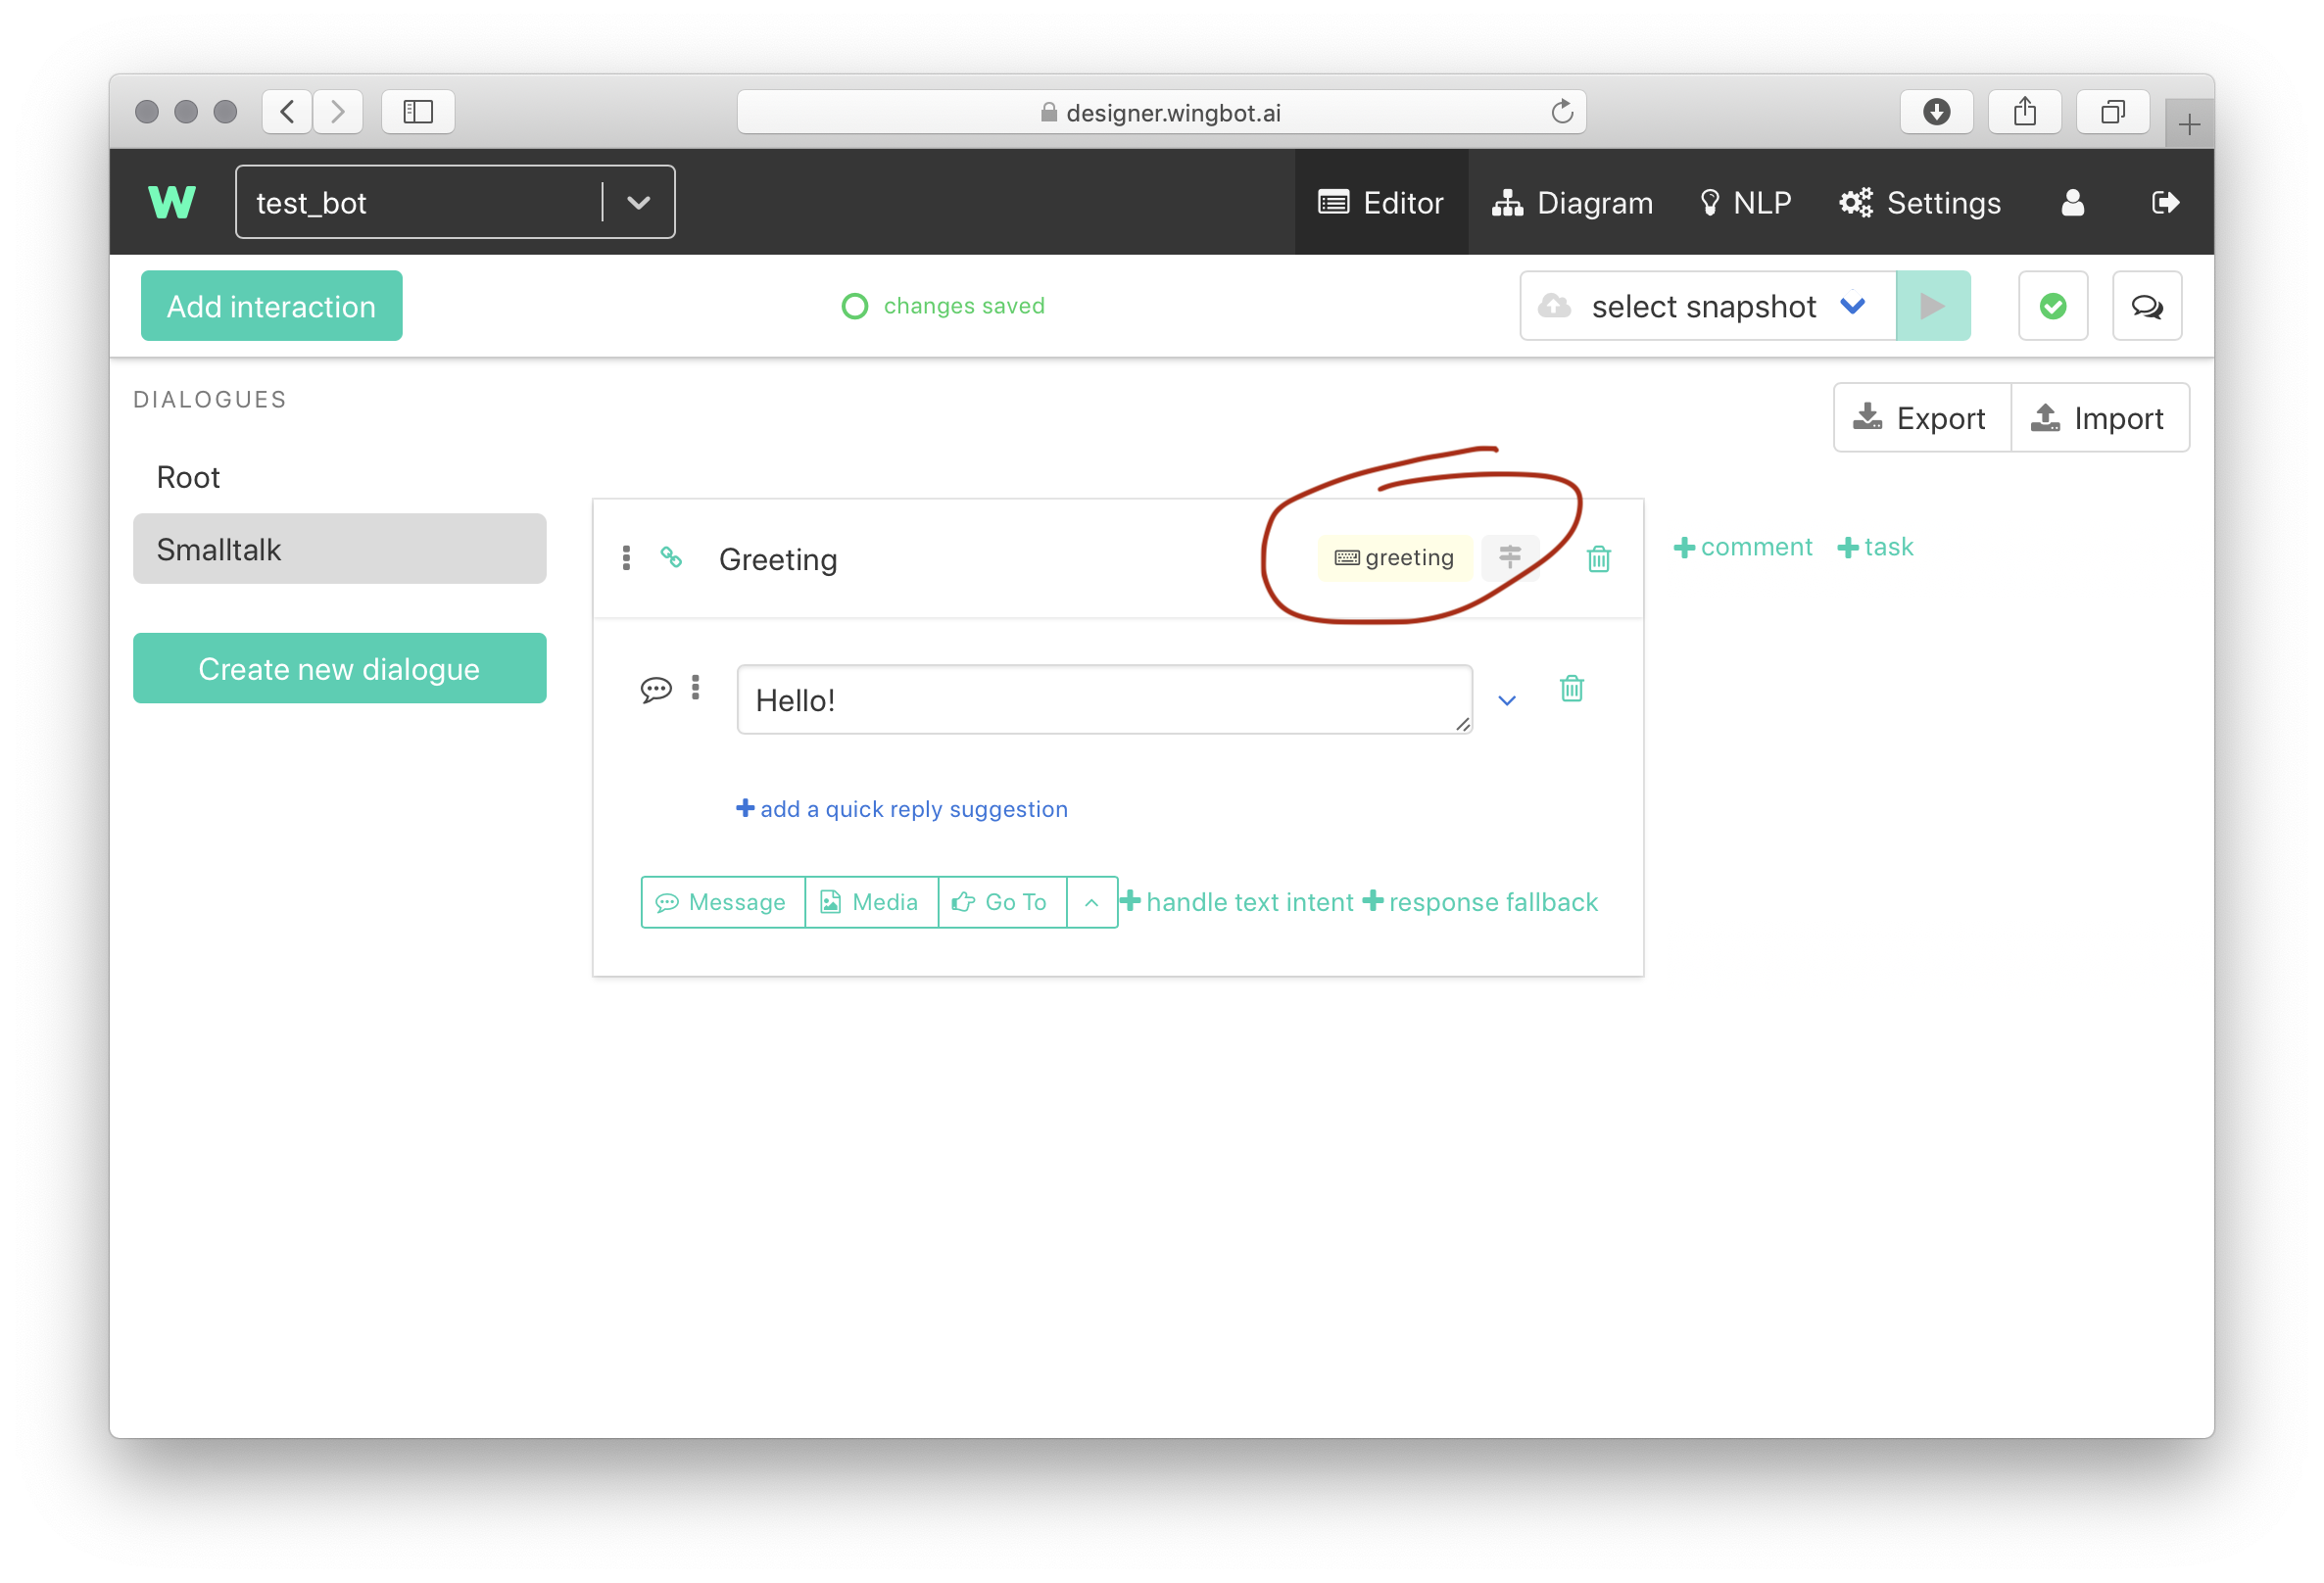 designer.wingbot.ai
W test_bot Editor Diagram NLP Settings
Add interaction changes saved select snapshot
DIALOGUES
Export Import
Root
Smalltalk
Greeting greeting comment task
Create new dialogue
Hello!
add a quick reply suggestion
Message Media Go To handle text intent response fallback